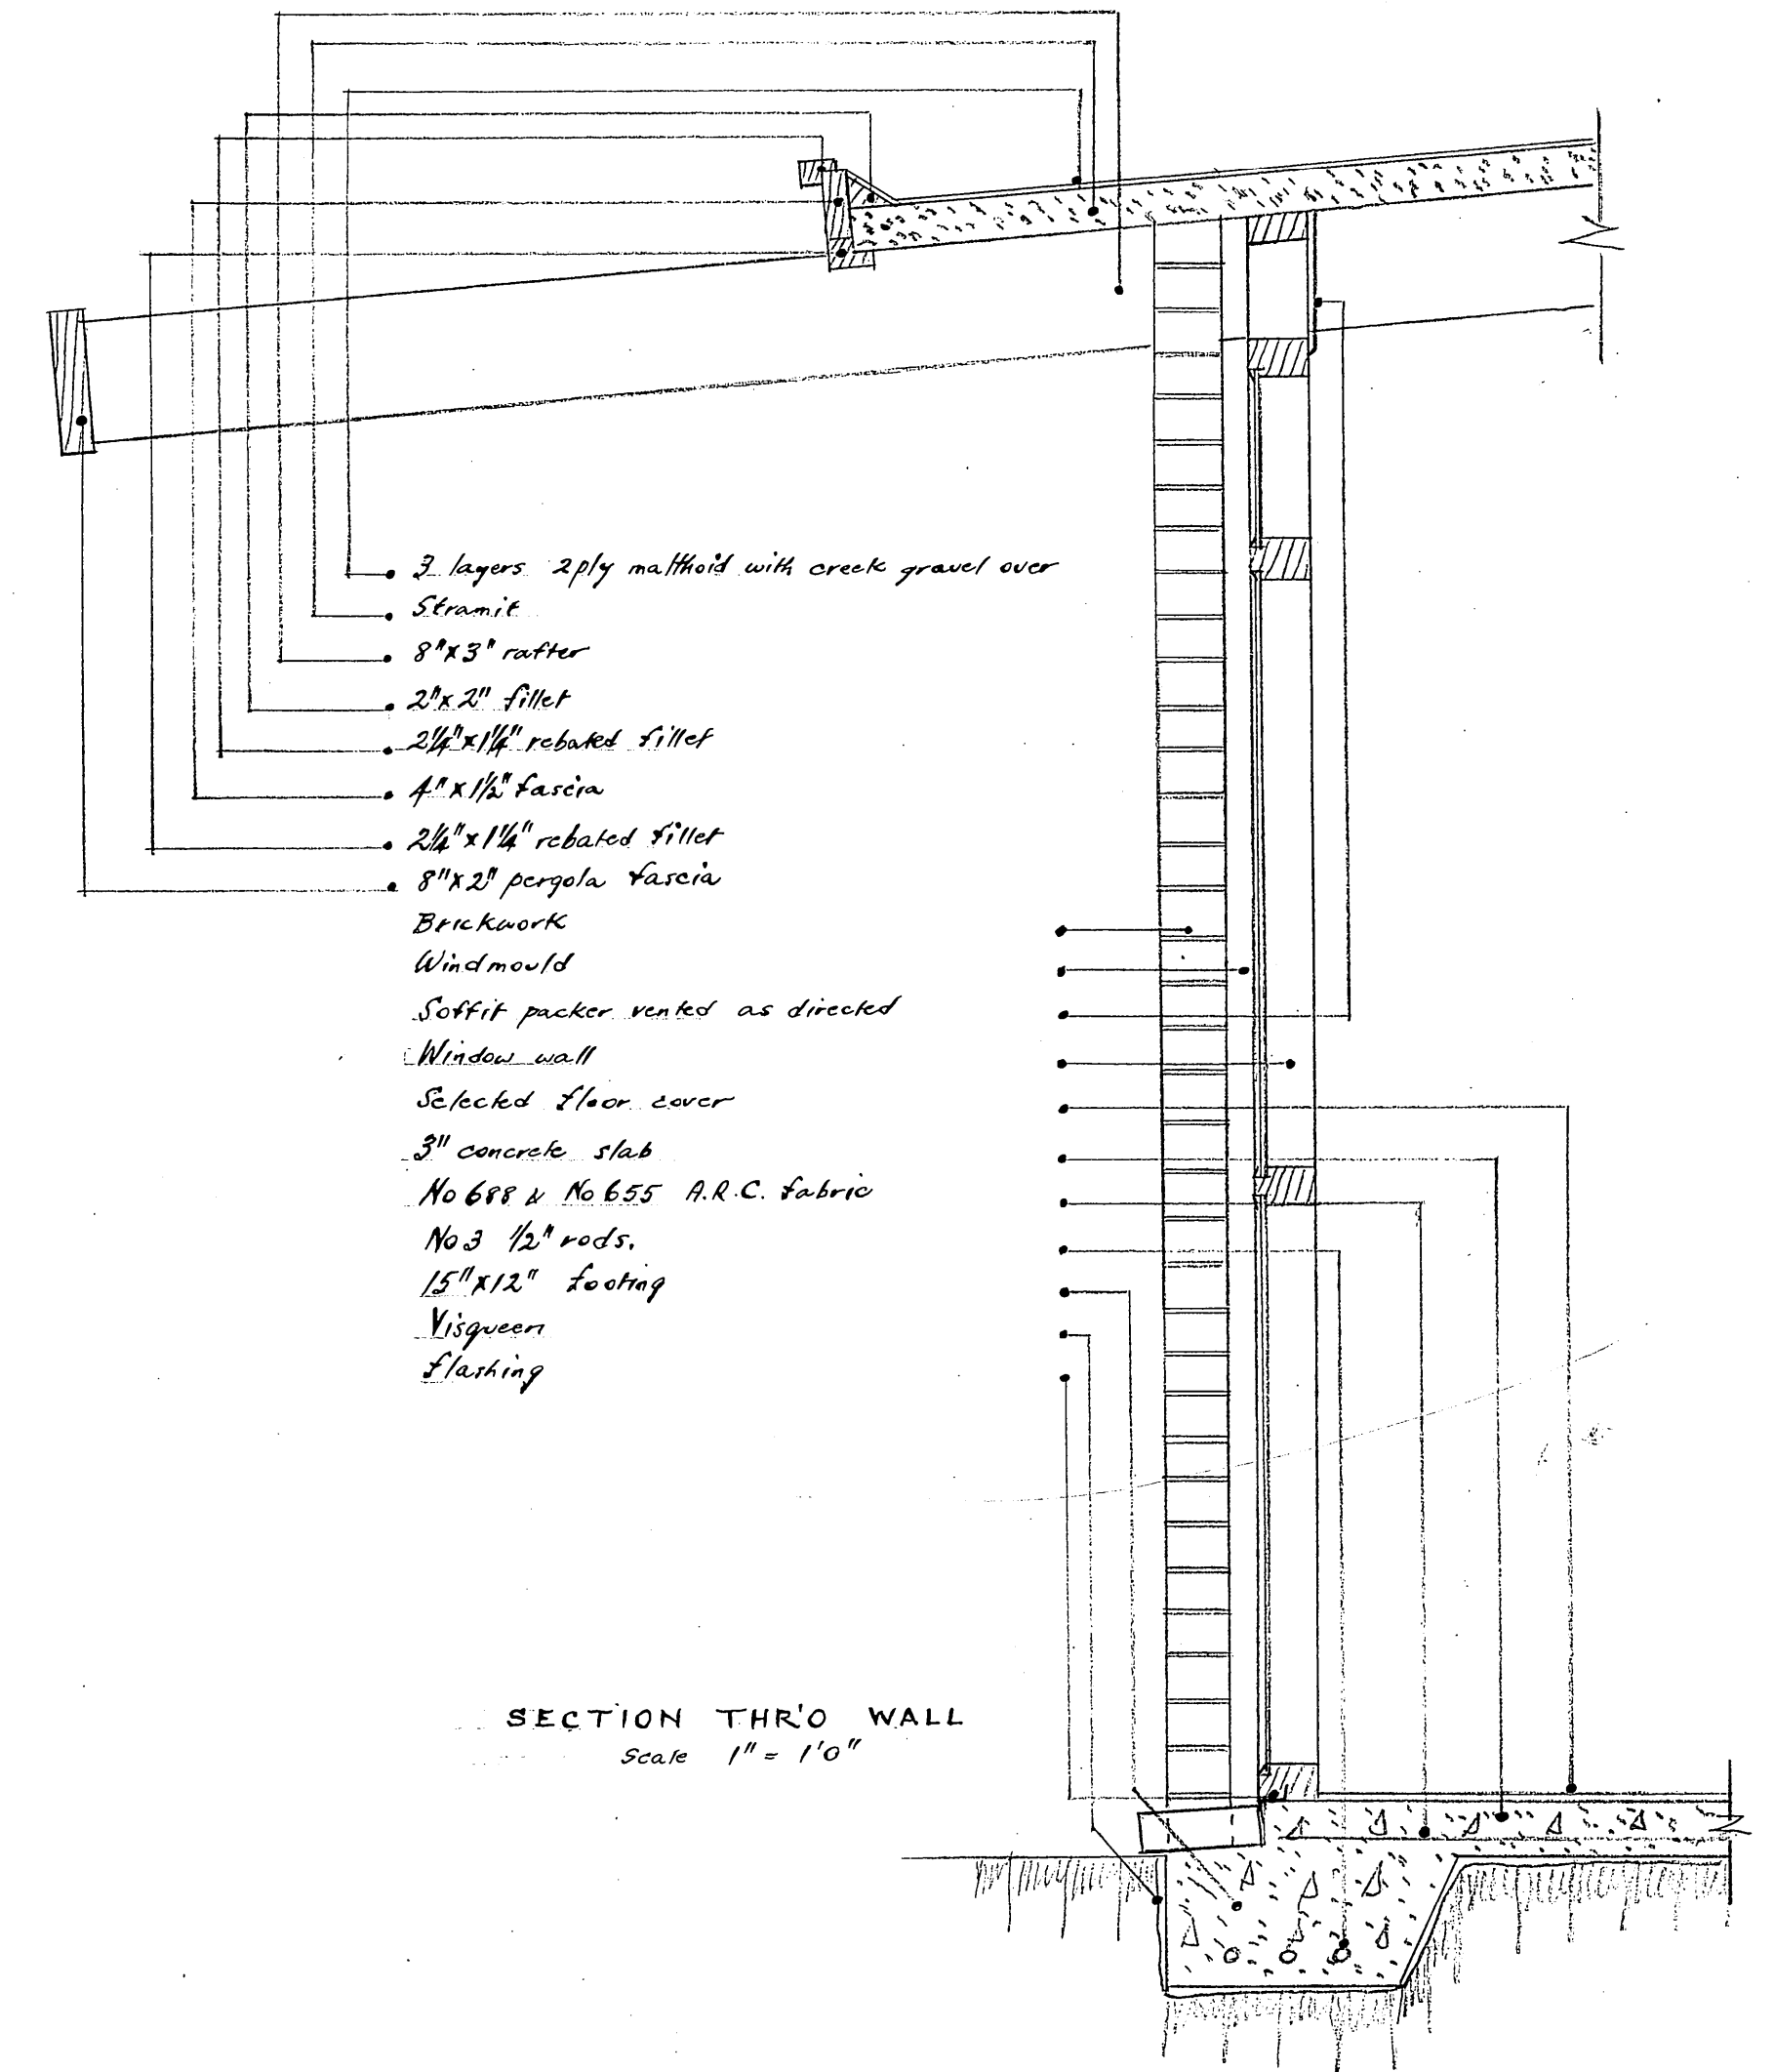 3 layers 2ply malthoid with creek gravel over
Stramit
8"x3" rafter
2"x2" fillet
2¼"x1¼" rebated fillet
4"x1½" fascia
2¼"x1¼" rebated fillet
8"x2" pergola fascia
Brickwork
Windmould
Soffit packer vented as directed
Window wall
Selected floor cover
3" concrete slab
No 688 & No 655 A.R.C. fabric
No 3 ½" rods.
15"x12" footing
Visqueen
flashing
SECTION THR'O WALL
Scale 1" = 1'0"